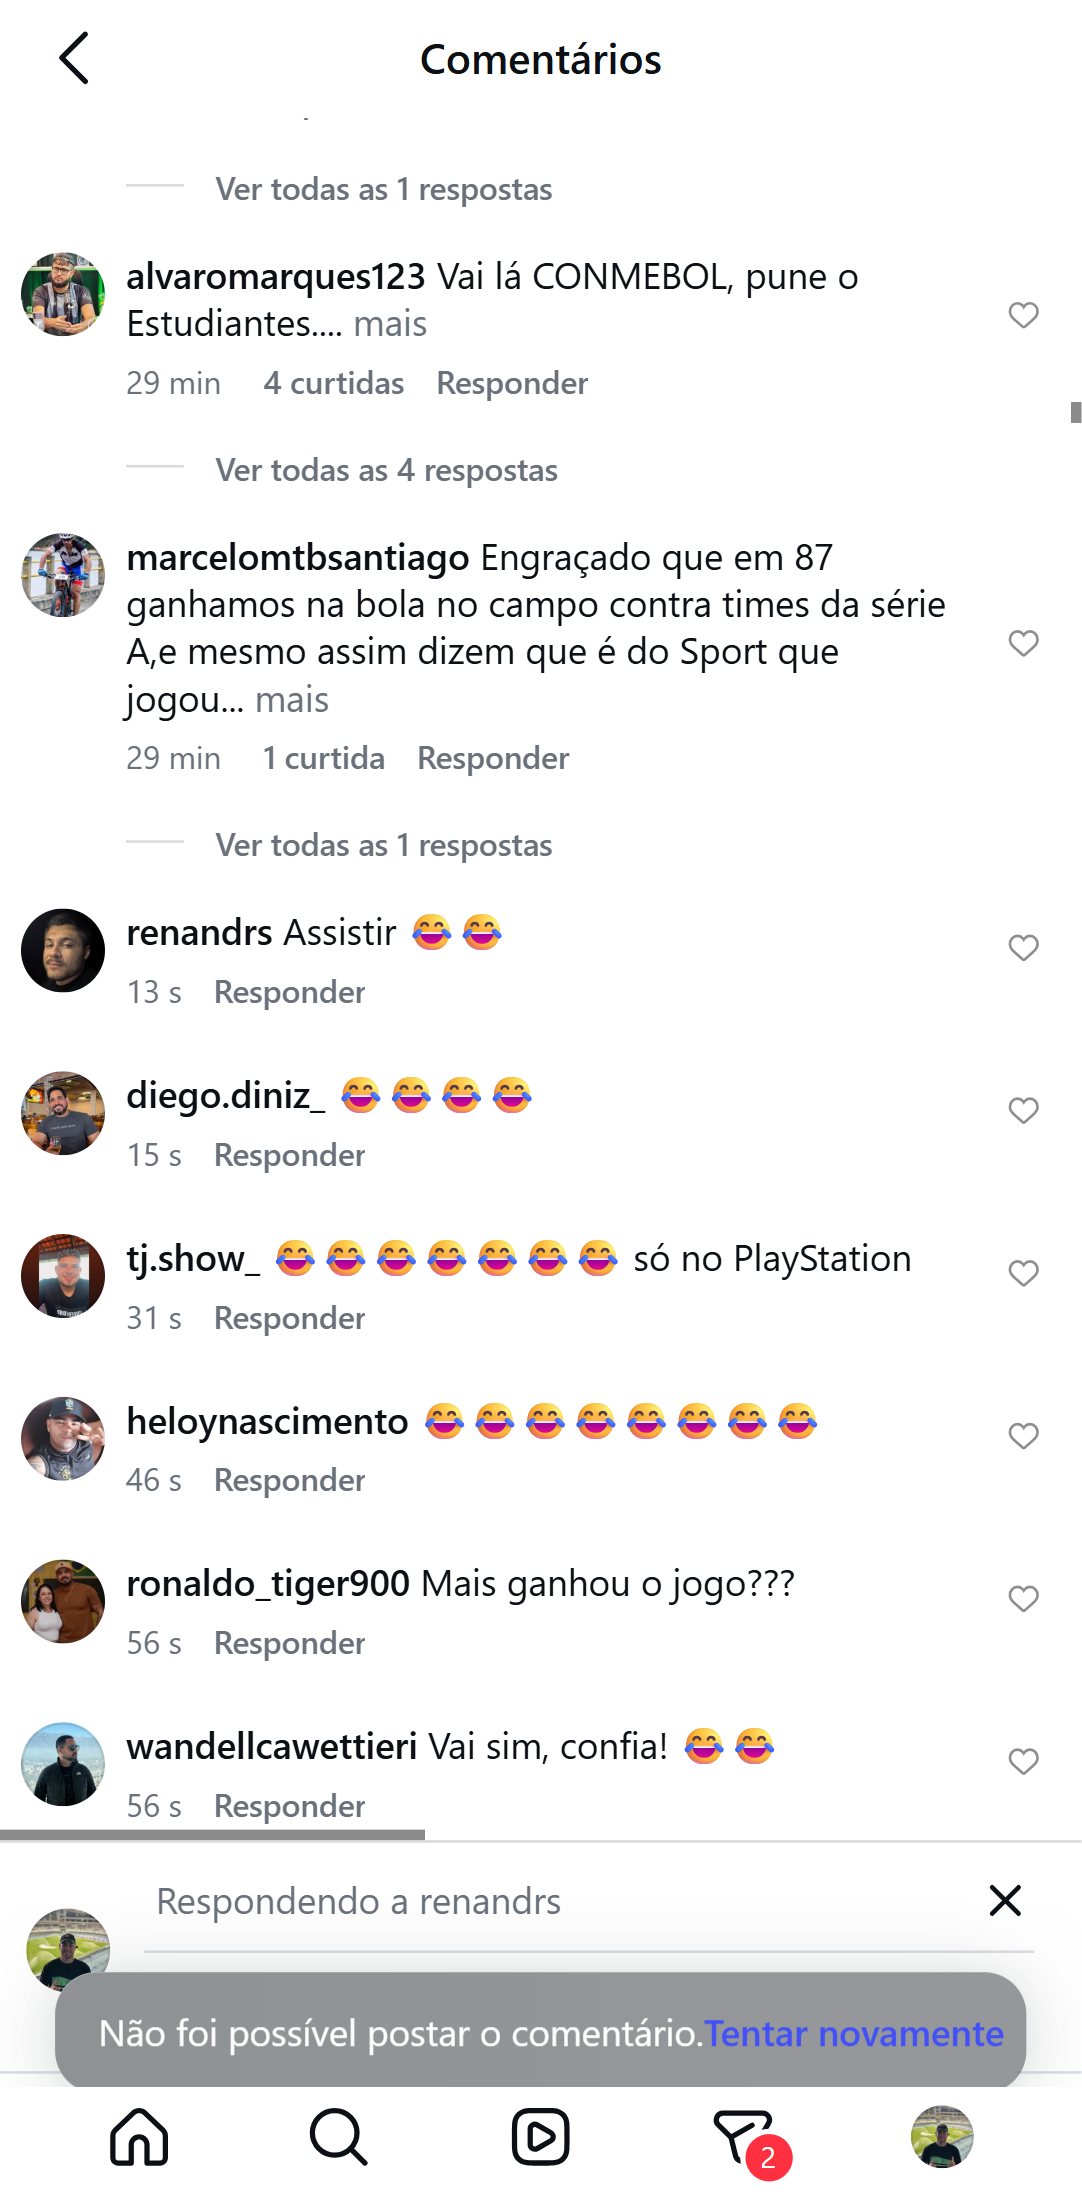 Comentários
Ver todas as 1 respostas
alvaromarques123 Vai lá CONMEBOL, pune o
Estudiantes.... mais
29 min 4 curtidas Responder
Ver todas as 4 respostas
marcelomtbsantiago Engraçado que em 87
ganhamos na bola no campo contra times da série
A,e mesmo assim dizem que é do Sport que
jogou... mais
29 min 1 curtida Responder
Ver todas as 1 respostas
renandrs Assistir 😂😂
13 s Responder
diego.diniz_ 😂😂😂😂
15 s Responder
tj.show_ 😂😂😂😂😂😂😂 só no PlayStation
31 s Responder
heloynascimento 😂😂😂😂😂😂😂😂
46 s Responder
ronaldo_tiger900 Mais ganhou o jogo???
56 s Responder
wandellcawettieri Vai sim, confia! 😂😂
56 s Responder
Respondendo a renandrs
Não foi possível postar o comentário.Tentar novamente
2